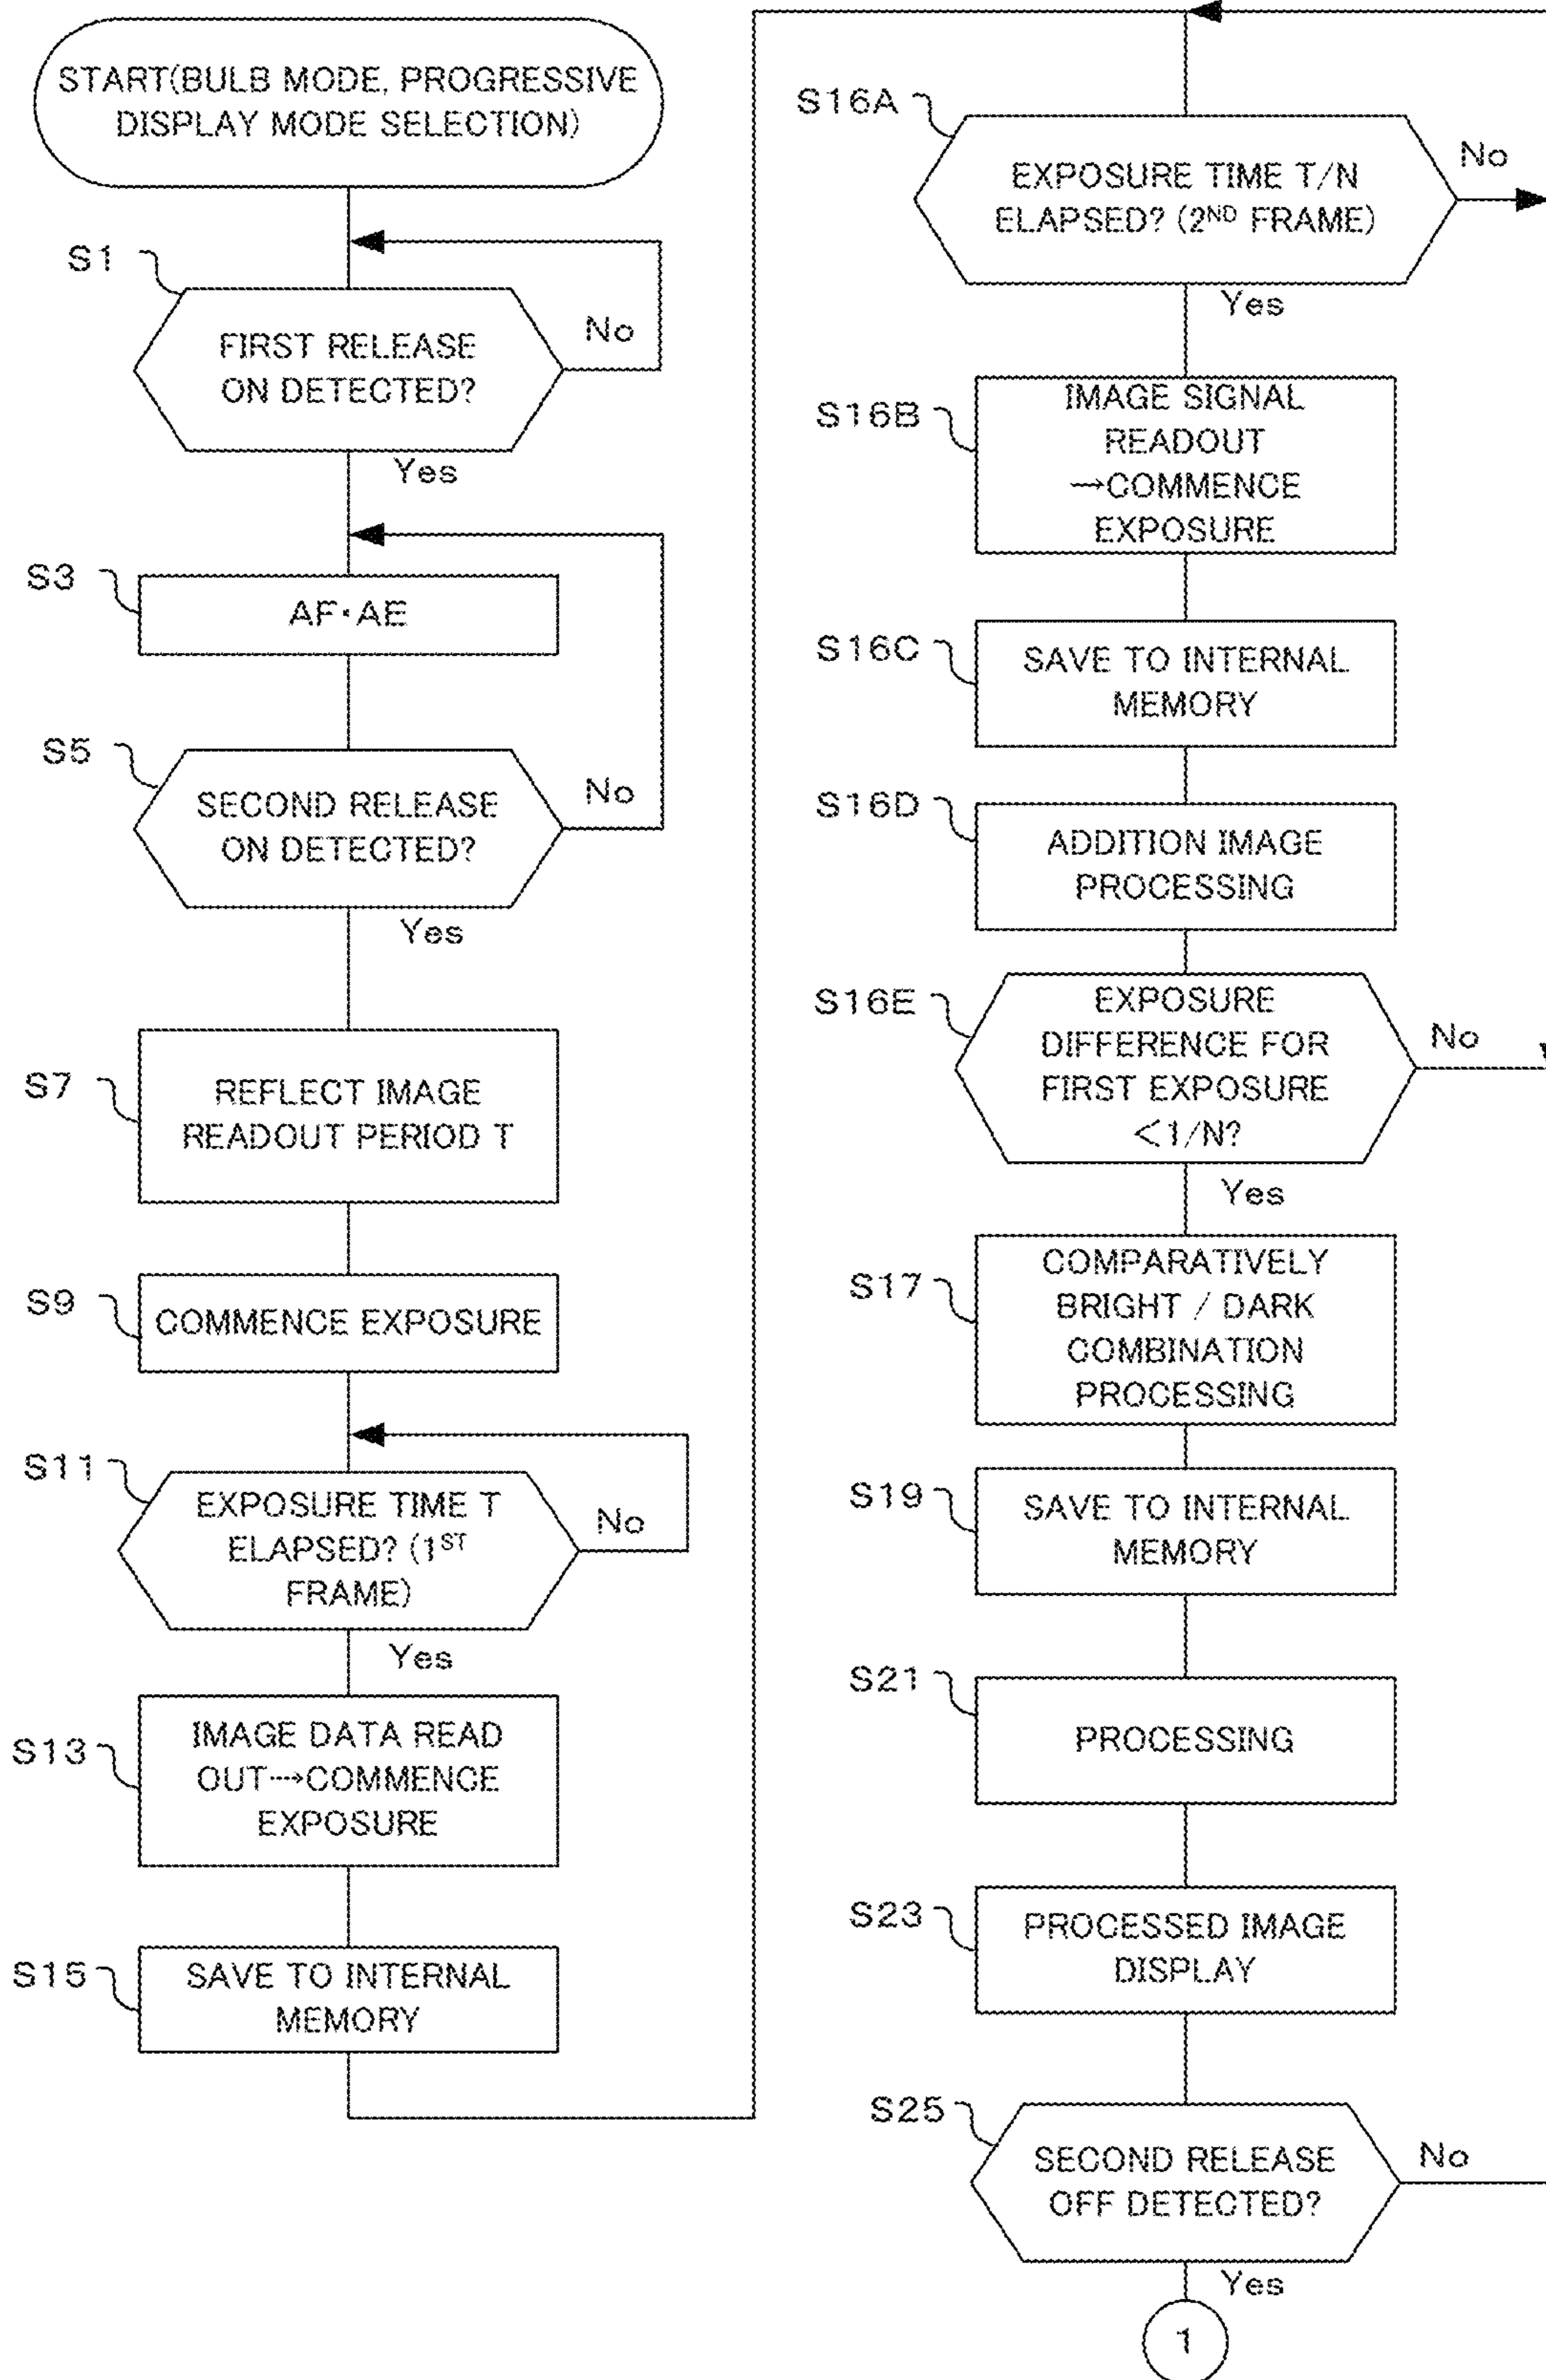 START(BULB MODE, PROGRESSIVE
DISPLAY MODE SELECTION)
S1
FIRST RELEASE
ON DETECTED?
No
Yes
S3
AF・AE
S5
SECOND RELEASE
ON DETECTED?
No
Yes
S7
REFLECT IMAGE
READOUT PERIOD T
S9
COMMENCE EXPOSURE
S11
EXPOSURE TIME T
ELAPSED? (1ST
FRAME)
No
Yes
S13
IMAGE DATA READ
OUT→COMMENCE
EXPOSURE
S15
SAVE TO INTERNAL
MEMORY
S16A
EXPOSURE TIME T/N
ELAPSED? (2ND FRAME)
No
Yes
S16B
IMAGE SIGNAL
READOUT
→COMMENCE
EXPOSURE
S16C
SAVE TO INTERNAL
MEMORY
S16D
ADDITION IMAGE
PROCESSING
S16E
EXPOSURE
DIFFERENCE FOR
FIRST EXPOSURE
<1/N?
No
Yes
S17
COMPARATIVELY
BRIGHT / DARK
COMBINATION
PROCESSING
S19
SAVE TO INTERNAL
MEMORY
S21
PROCESSING
S23
PROCESSED IMAGE
DISPLAY
S25
SECOND RELEASE
OFF DETECTED?
No
Yes
1